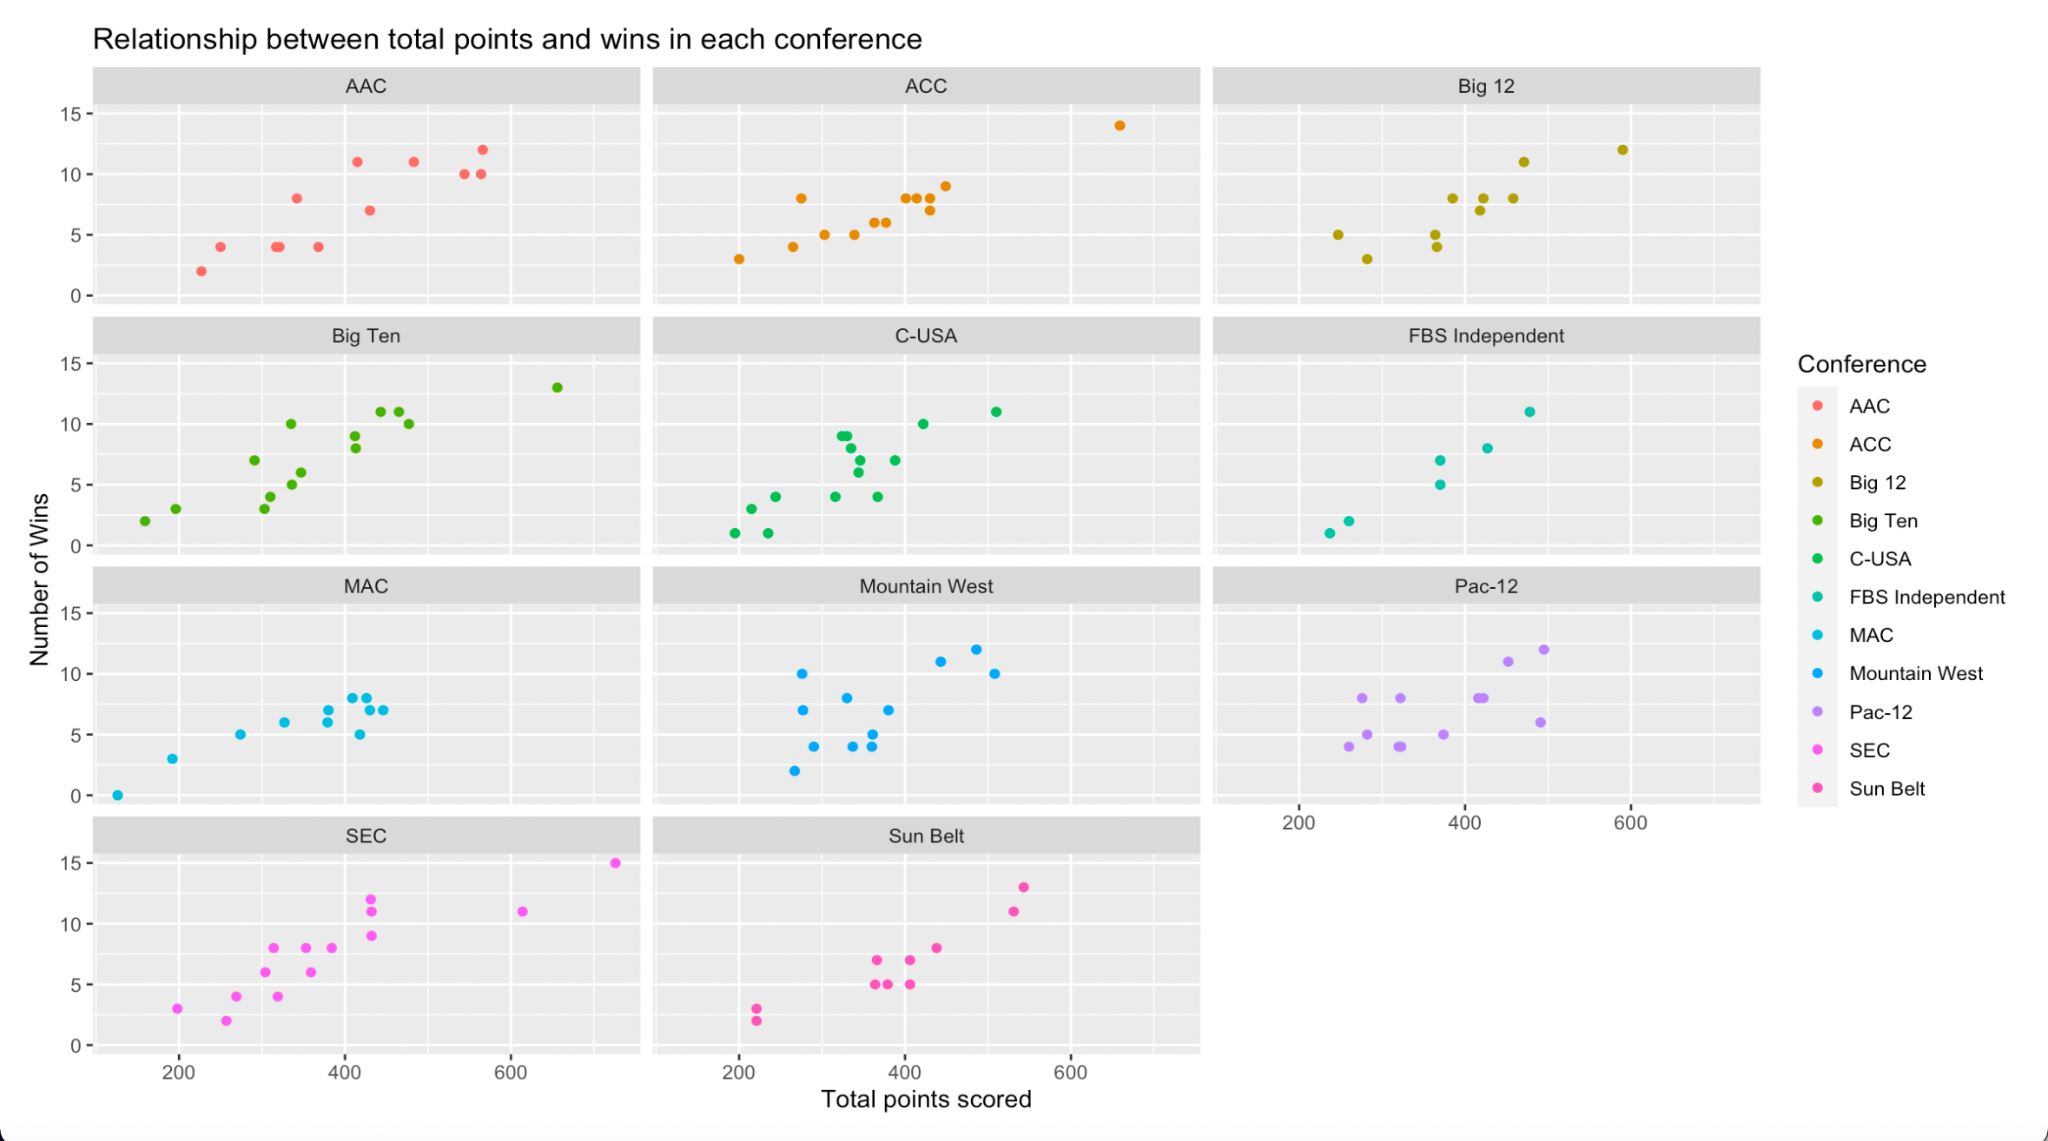 Relationship between total points and wins in each conference
AAC
ACC
Big 12
15
10
5
0
Big Ten
C-USA
FBS Independent
15
10
5
0
MAC
Mountain West
Pac-12
15
10
5
0
200
400
600
SEC
Sun Belt
15
10
5
0
200
400
600
200
400
600
Number of Wins
Total points scored
Conference
AAC
ACC
Big 12
Big Ten
C-USA
FBS Independent
MAC
Mountain West
Pac-12
SEC
Sun Belt